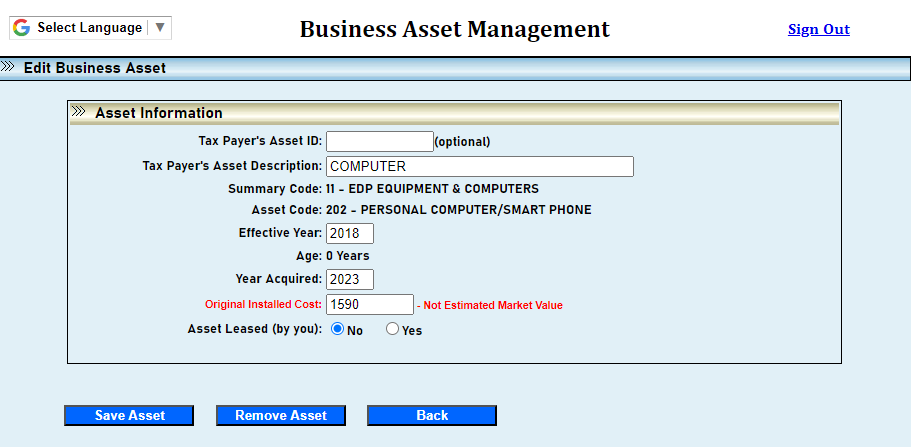 Select Language ▼
Business Asset Management
Sign Out
Edit Business Asset
Asset Information
Tax Payer's Asset ID: (optional)
Tax Payer's Asset Description: COMPUTER
Summary Code: 11 - EDP EQUIPMENT & COMPUTERS
Asset Code: 202 - PERSONAL COMPUTER/SMART PHONE
Effective Year: 2018
Age: 0 Years
Year Acquired: 2023
Original Installed Cost: 1590 - Not Estimated Market Value
Asset Leased (by you): No Yes
Save Asset Remove Asset Back